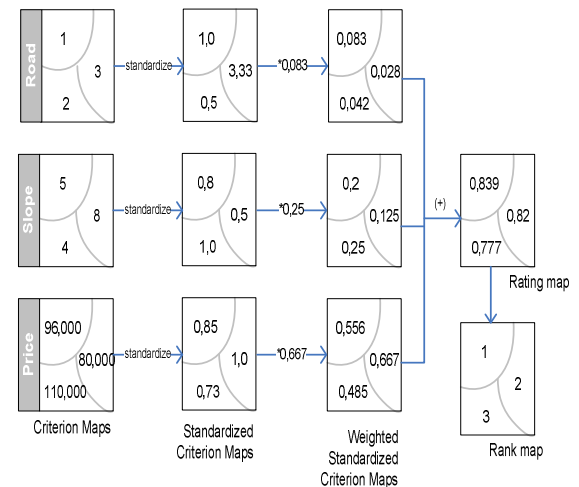 Road
1
3
2
standardize
1,0
3,33
0,5
*0,083
0,083
0,028
0,042
Slope
5
8
4
standardize
0,8
0,5
1,0
*0,25
0,2
0,125
0,25
(+)
0,839
0,82
0,777
Rating map
Price
96,000
80,000
110,000
standardize
0,85
1,0
0,73
*0,667
0,556
0,667
0,485
1
2
3
Criterion Maps
Standardized
Criterion Maps
Weighted
Standardized
Criterion Maps
Rank map